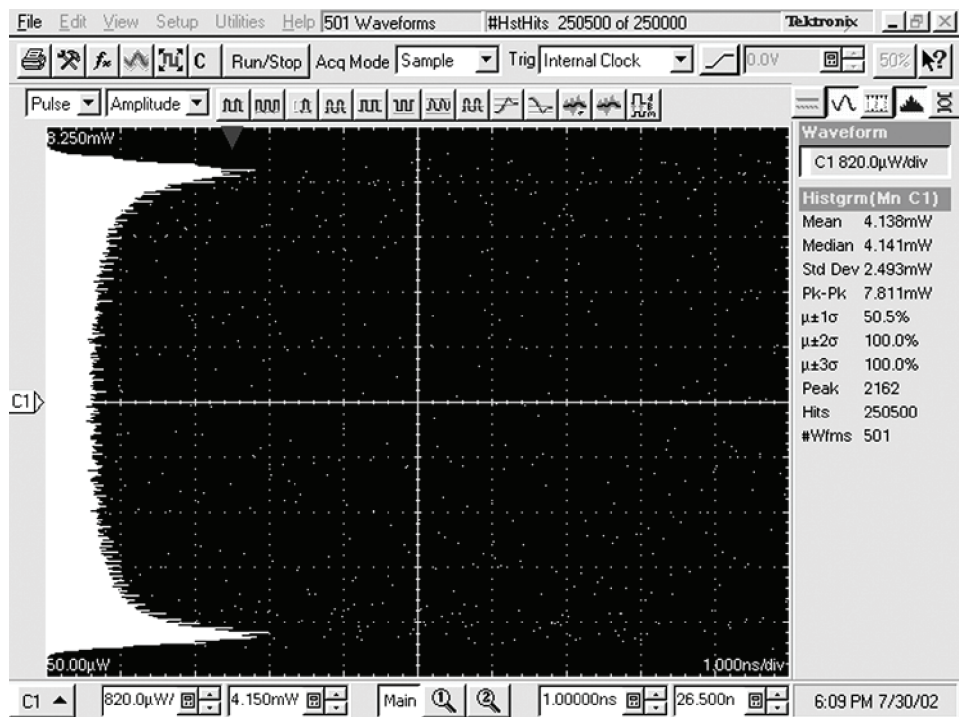 File Edit View Setup Utilities Help 501 Waveforms #HstHits 250500 of 250000 Tektronix
C Run/Stop Acq Mode Sample Trig Internal Clock 0.0V 50% ?
Pulse Amplitude
8.250mW
Waveform
C1 820.0µW/div
Histgrm(Mn C1)
Mean 4.138mW
Median 4.141mW
Std Dev 2.493mW
Pk-Pk 7.811mW
µ±1σ 50.5%
µ±2σ 100.0%
µ±3σ 100.0%
Peak 2162
Hits 250500
#Wfms 501
C1
50.00µW 1.000ns/div
C1 820.0µW/ 4.150mW Main 1 2 1.00000ns 26.500n 6:09 PM 7/30/02